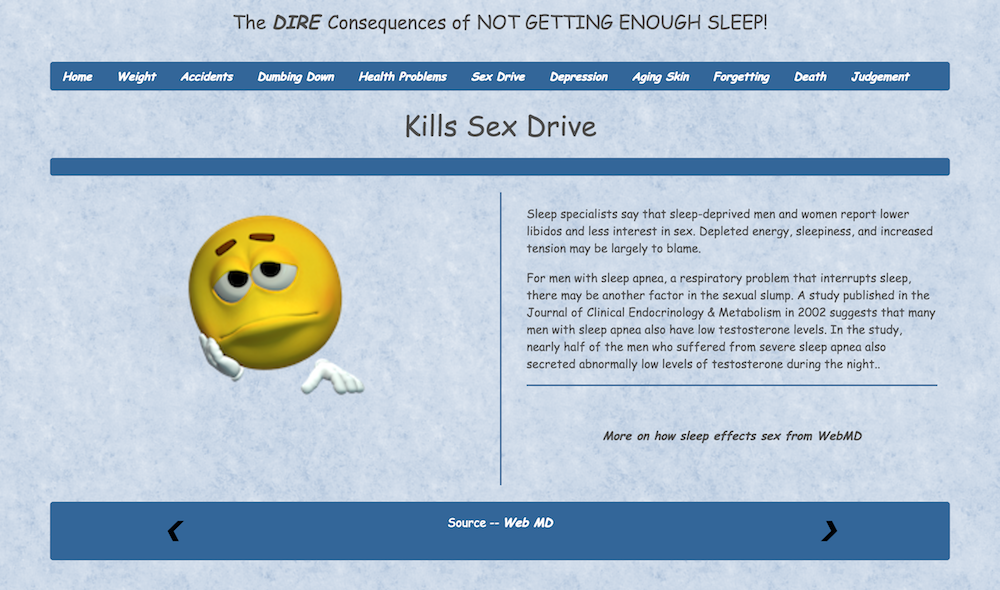 The DIRE Consequences of NOT GETTING ENOUGH SLEEP!
Home Weight Accidents Dumbing Down Health Problems Sex Drive Depression Aging Skin Forgetting Death Judgement
Kills Sex Drive
Sleep specialists say that sleep-deprived men and women report lower
libidos and less interest in sex. Depleted energy, sleepiness, and increased
tension may be largely to blame.
For men with sleep apnea, a respiratory problem that interrupts sleep,
there may be another factor in the sexual slump. A study published in the
Journal of Clinical Endocrinology & Metabolism in 2002 suggests that many
men with sleep apnea also have low testosterone levels. In the study,
nearly half of the men who suffered from severe sleep apnea also
secreted abnormally low levels of testosterone during the night..
More on how sleep effects sex from WebMD
Source -- Web MD